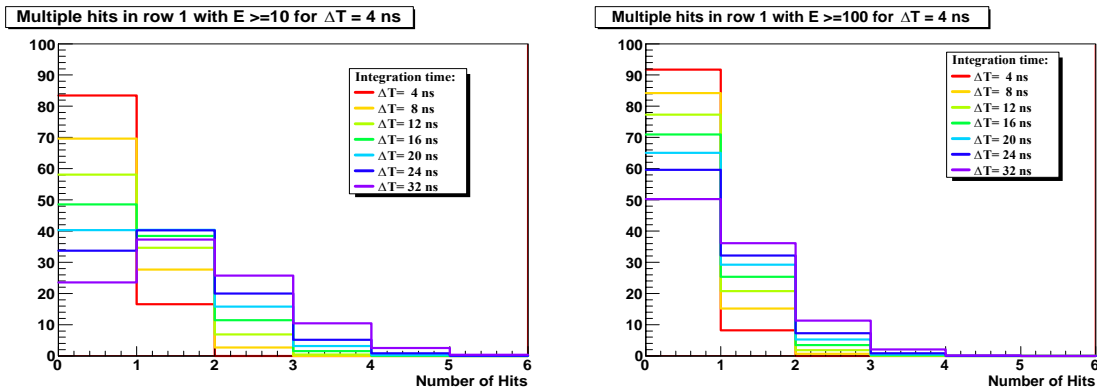 Multiple hits in row 1 with E >=10 for ΔT = 4 ns
100
90
80
70
60
50
40
30
20
10
0
0 1 2 3 4 5 6
Number of Hits
Integration time:
ΔT= 4 ns
ΔT= 8 ns
ΔT= 12 ns
ΔT= 16 ns
ΔT= 20 ns
ΔT= 24 ns
ΔT= 32 ns
Multiple hits in row 1 with E >=100 for ΔT = 4 ns
100
90
80
70
60
50
40
30
20
10
0
0 1 2 3 4 5 6
Number of Hits
Integration time:
ΔT= 4 ns
ΔT= 8 ns
ΔT= 12 ns
ΔT= 16 ns
ΔT= 20 ns
ΔT= 24 ns
ΔT= 32 ns